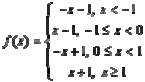 f(x) = { -x-1, x < -1
x-1, -1 ≤ x < 0
-x+1, 0 ≤ x < 1
x+1, x ≥ 1